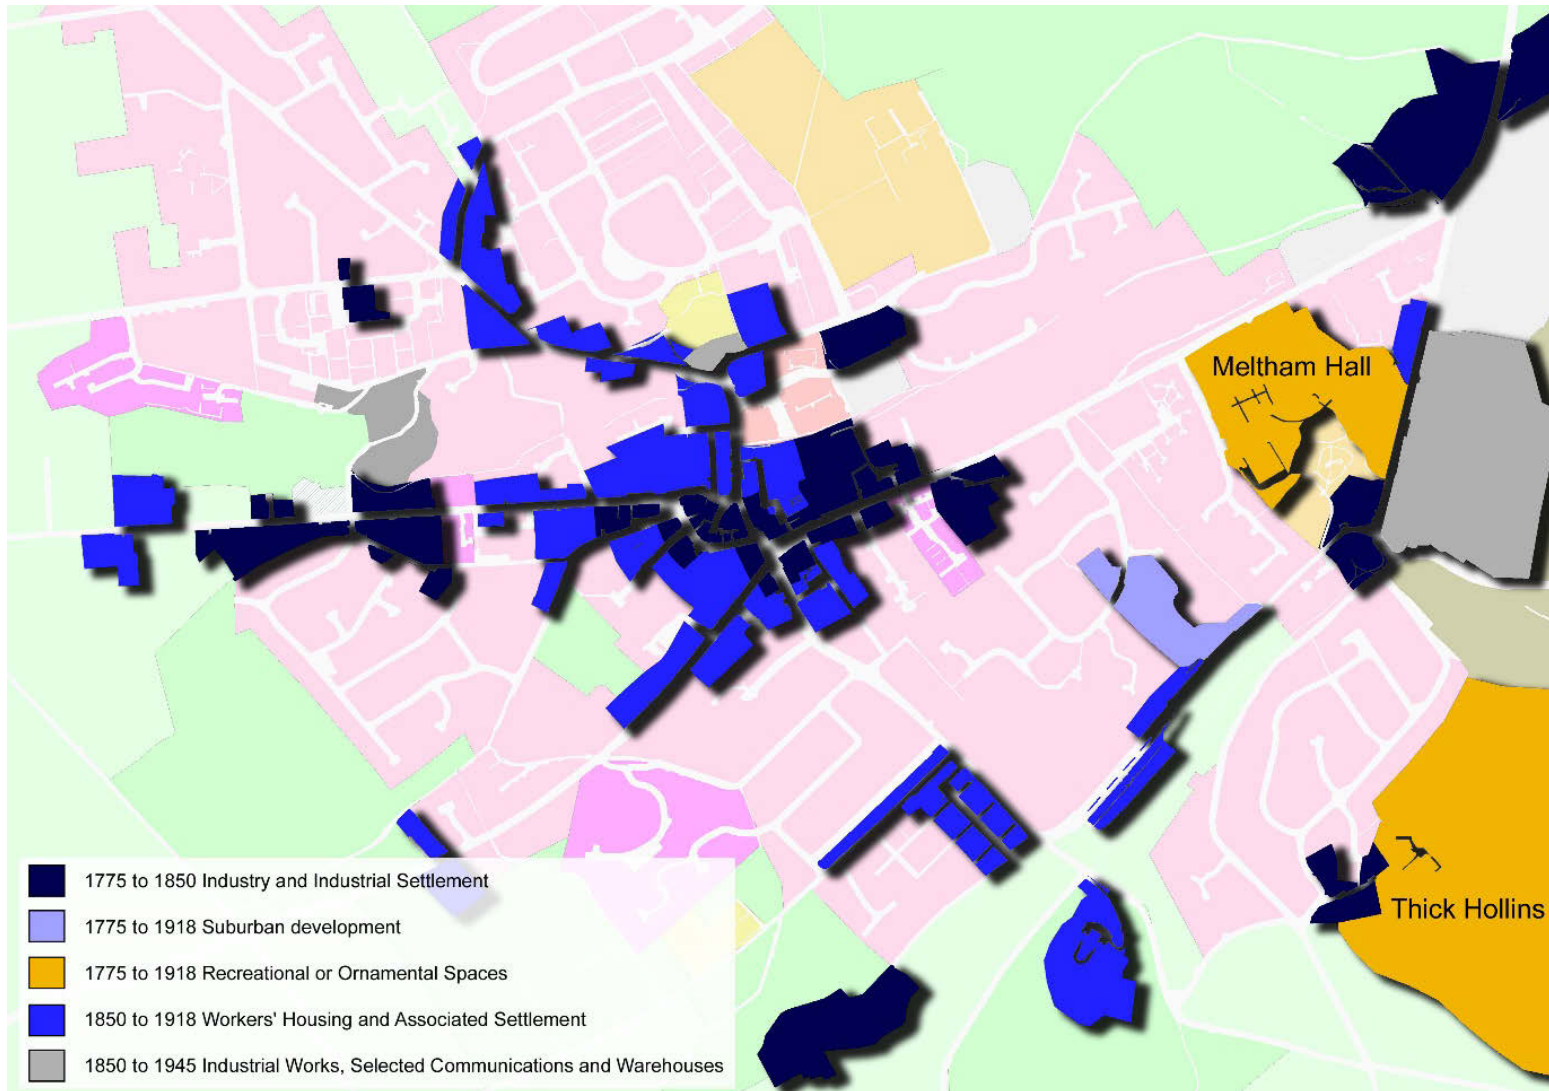 Meltham Hall
Thick Hollins
1775 to 1850 Industry and Industrial Settlement
1775 to 1918 Suburban development
1775 to 1918 Recreational or Ornamental Spaces
1850 to 1918 Workers' Housing and Associated Settlement
1850 to 1945 Industrial Works, Selected Communications and Warehouses